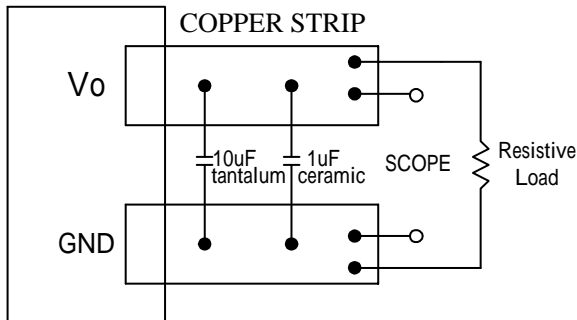 COPPER STRIP
Vo
10uF
tantalum
1uF
ceramic
SCOPE
Resistive
Load
GND